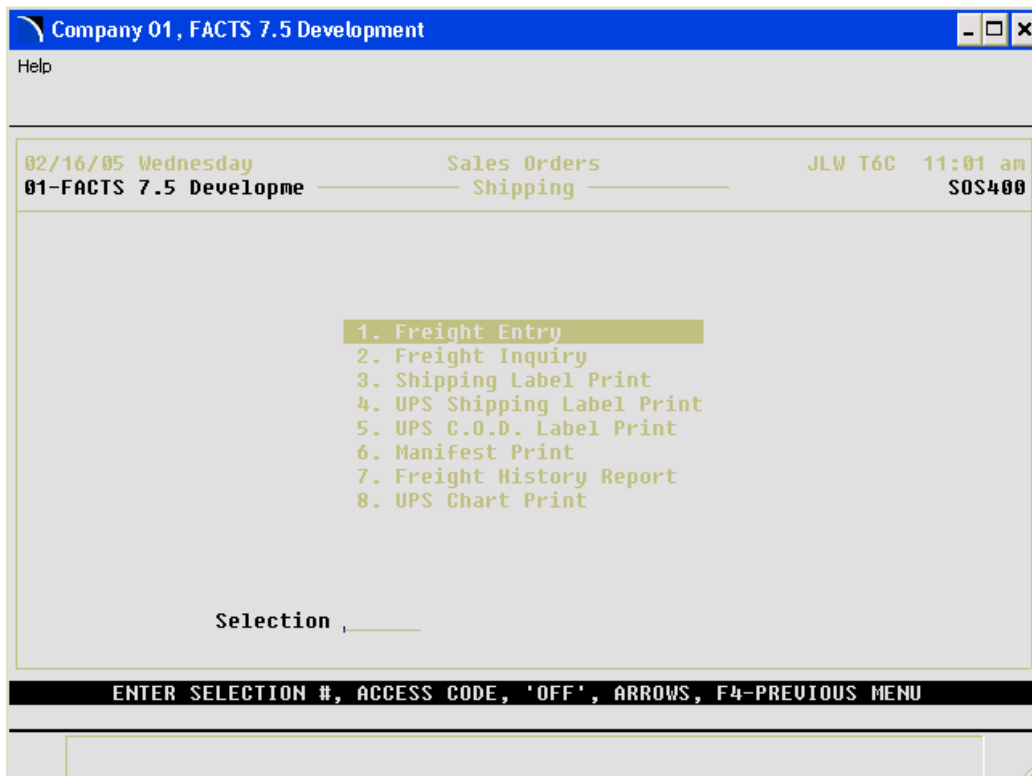 Company 01, FACTS 7.5 Development
Help
02/16/05 Wednesday Sales Orders JLW T6C 11:01 am
01-FACTS 7.5 Developme Shipping SOS400
1. Freight Entry
2. Freight Inquiry
3. Shipping Label Print
4. UPS Shipping Label Print
5. UPS C.O.D. Label Print
6. Manifest Print
7. Freight History Report
8. UPS Chart Print
Selection
ENTER SELECTION #, ACCESS CODE, 'OFF', ARROWS, F4-PREVIOUS MENU